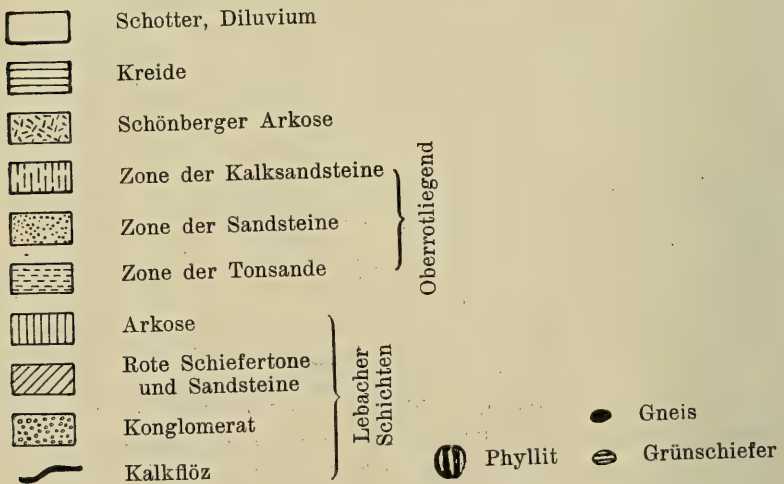 Schotter, Diluvium
Kreide
Schönberger Arkose
Zone der Kalksandsteine
Zone der Sandsteine
Zone der Tonsande
Oberrotliegend
Arkose
Rote Schiefertone
und Sandsteine
Konglomerat
Kalkflöz
Lebacher
Schichten
Phyllit
Gneis
Grünschiefer